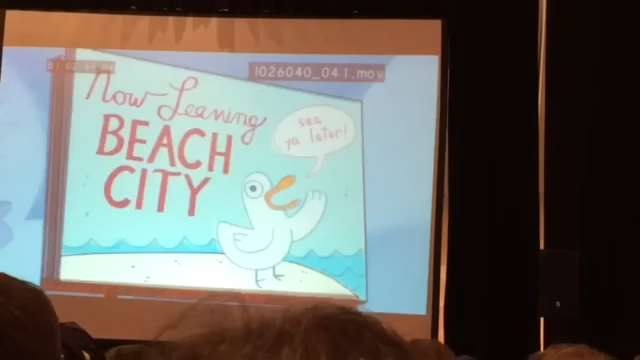 1026040_041.mov
Now Leaving
BEACH
CITY
sea
ya later!